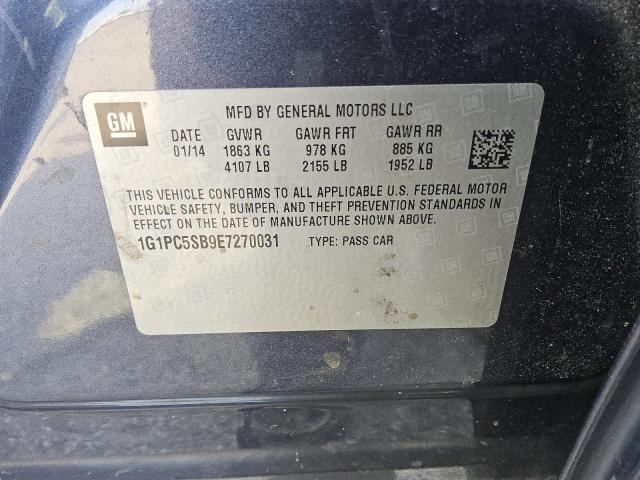 GM
MFD BY GENERAL MOTORS LLC
DATE GVWR GAWR FRT GAWR RR
01/14 1863 KG 978 KG 885 KG
4107 LB 2155 LB 1952 LB
THIS VEHICLE CONFORMS TO ALL APPLICABLE U.S. FEDERAL MOTOR
VEHICLE SAFETY, BUMPER, AND THEFT PREVENTION STANDARDS IN
EFFECT ON THE DATE OF MANUFACTURE SHOWN ABOVE.
1G1PC5SB9E7270031 TYPE: PASS CAR